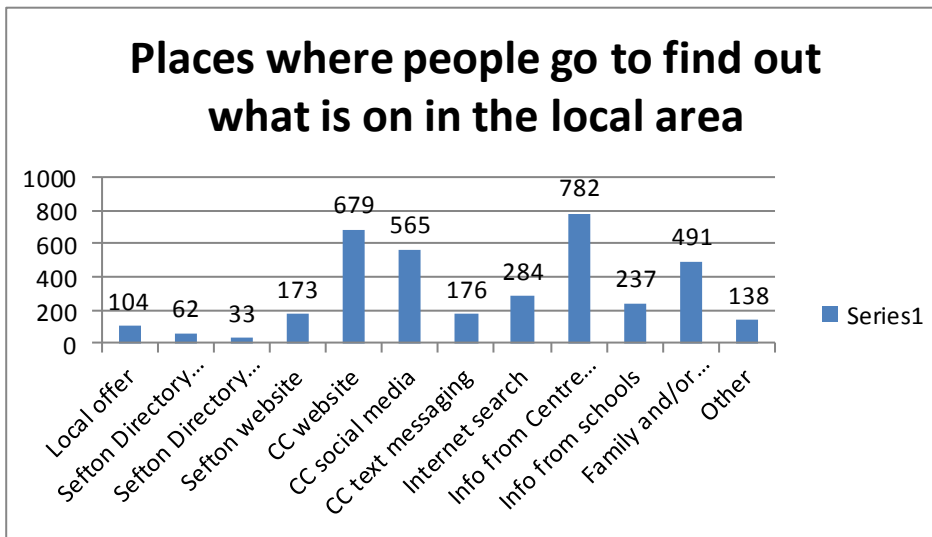 Places where people go to find out
what is on in the local area
1000
800
600
400
200
0
104
62
33
173
679
565
176
284
782
237
491
138
Local offer
Sefton Directory...
Sefton Directory...
Sefton website
CC website
CC social media
CC text messaging
Internet search
Info from Centre...
Info from schools
Family and/or...
Other
Series1